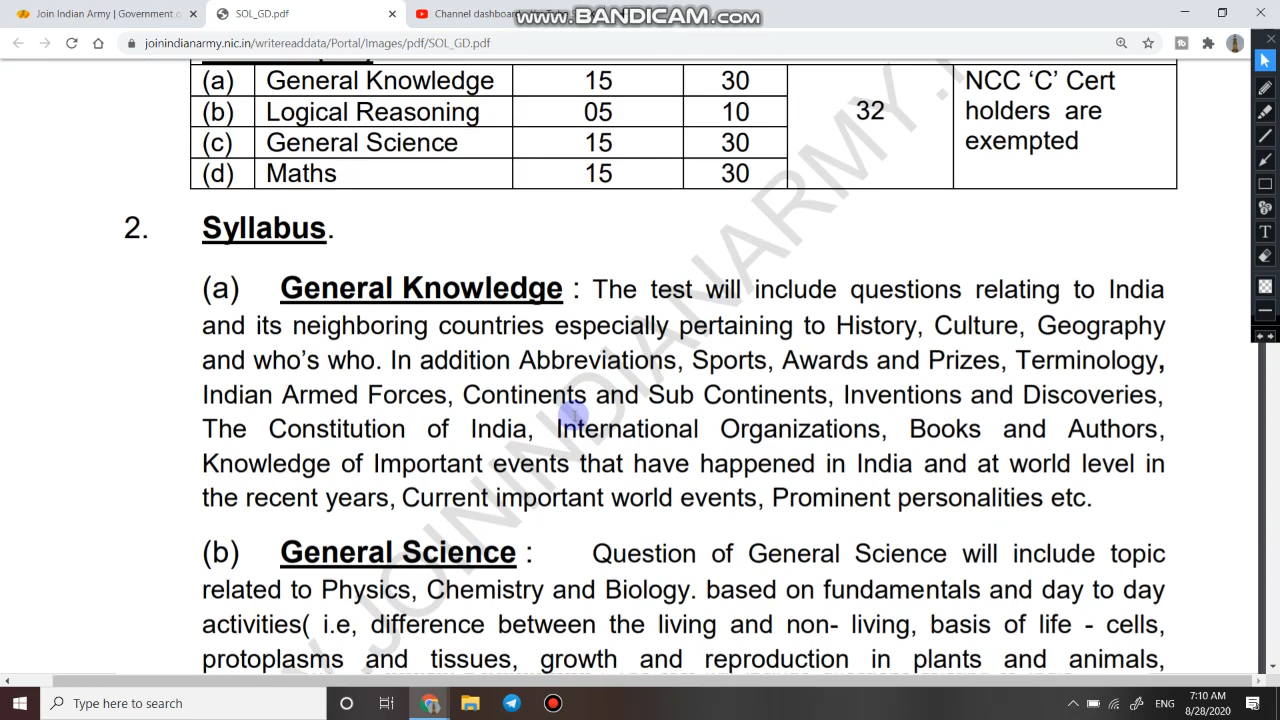 Join Indian Army | Government o
SOL_GD.pdf
Channel dashboard
www.BANDICAM.com
joinindianarmy.nic.in/writereaddata/Portal/Images/pdf/SOL_GD.pdf
(a) General Knowledge 15 30 NCC ‘C’ Cert
(b) Logical Reasoning 05 10 32 holders are
(c) General Science 15 30 exempted
(d) Maths 15 30
2. Syllabus.
(a) General Knowledge : The test will include questions relating to India
and its neighboring countries especially pertaining to History, Culture, Geography
and who’s who. In addition Abbreviations, Sports, Awards and Prizes, Terminology,
Indian Armed Forces, Continents and Sub Continents, Inventions and Discoveries,
The Constitution of India, International Organizations, Books and Authors,
Knowledge of Important events that have happened in India and at world level in
the recent years, Current important world events, Prominent personalities etc.
(b) General Science : Question of General Science will include topic
related to Physics, Chemistry and Biology. based on fundamentals and day to day
activities( i.e, difference between the living and non- living, basis of life - cells,
protoplasms and tissues, growth and reproduction in plants and animals,
JOININDIANARMY.
Type here to search
ENG
7:10 AM
8/28/2020